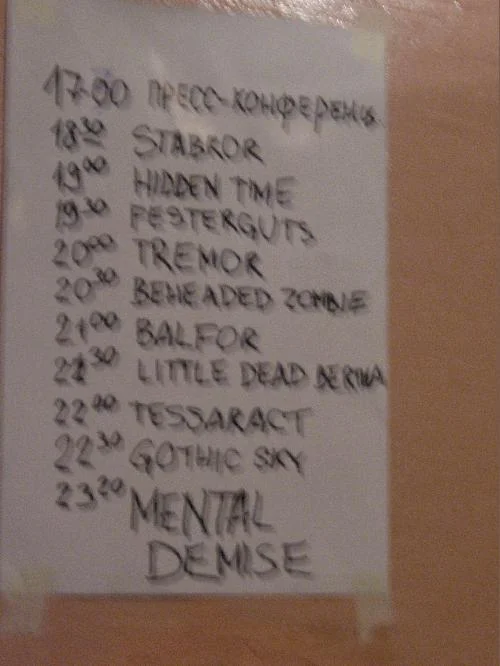 17-00 ПРЕСС-КОНФЕРЕНЦ.
18 30 STABROR
19 00 HIDDEN TIME
19 30 FESTERGUTS
20 00 TREMOR
20 30 BEHEADED ZOMBIE
21 00 BALFOR
21 30 LITTLE DEAD BERTHA
22 00 TESSARACT
22 30 GOTHIC SKY
23 20 MENTAL
DEMISE